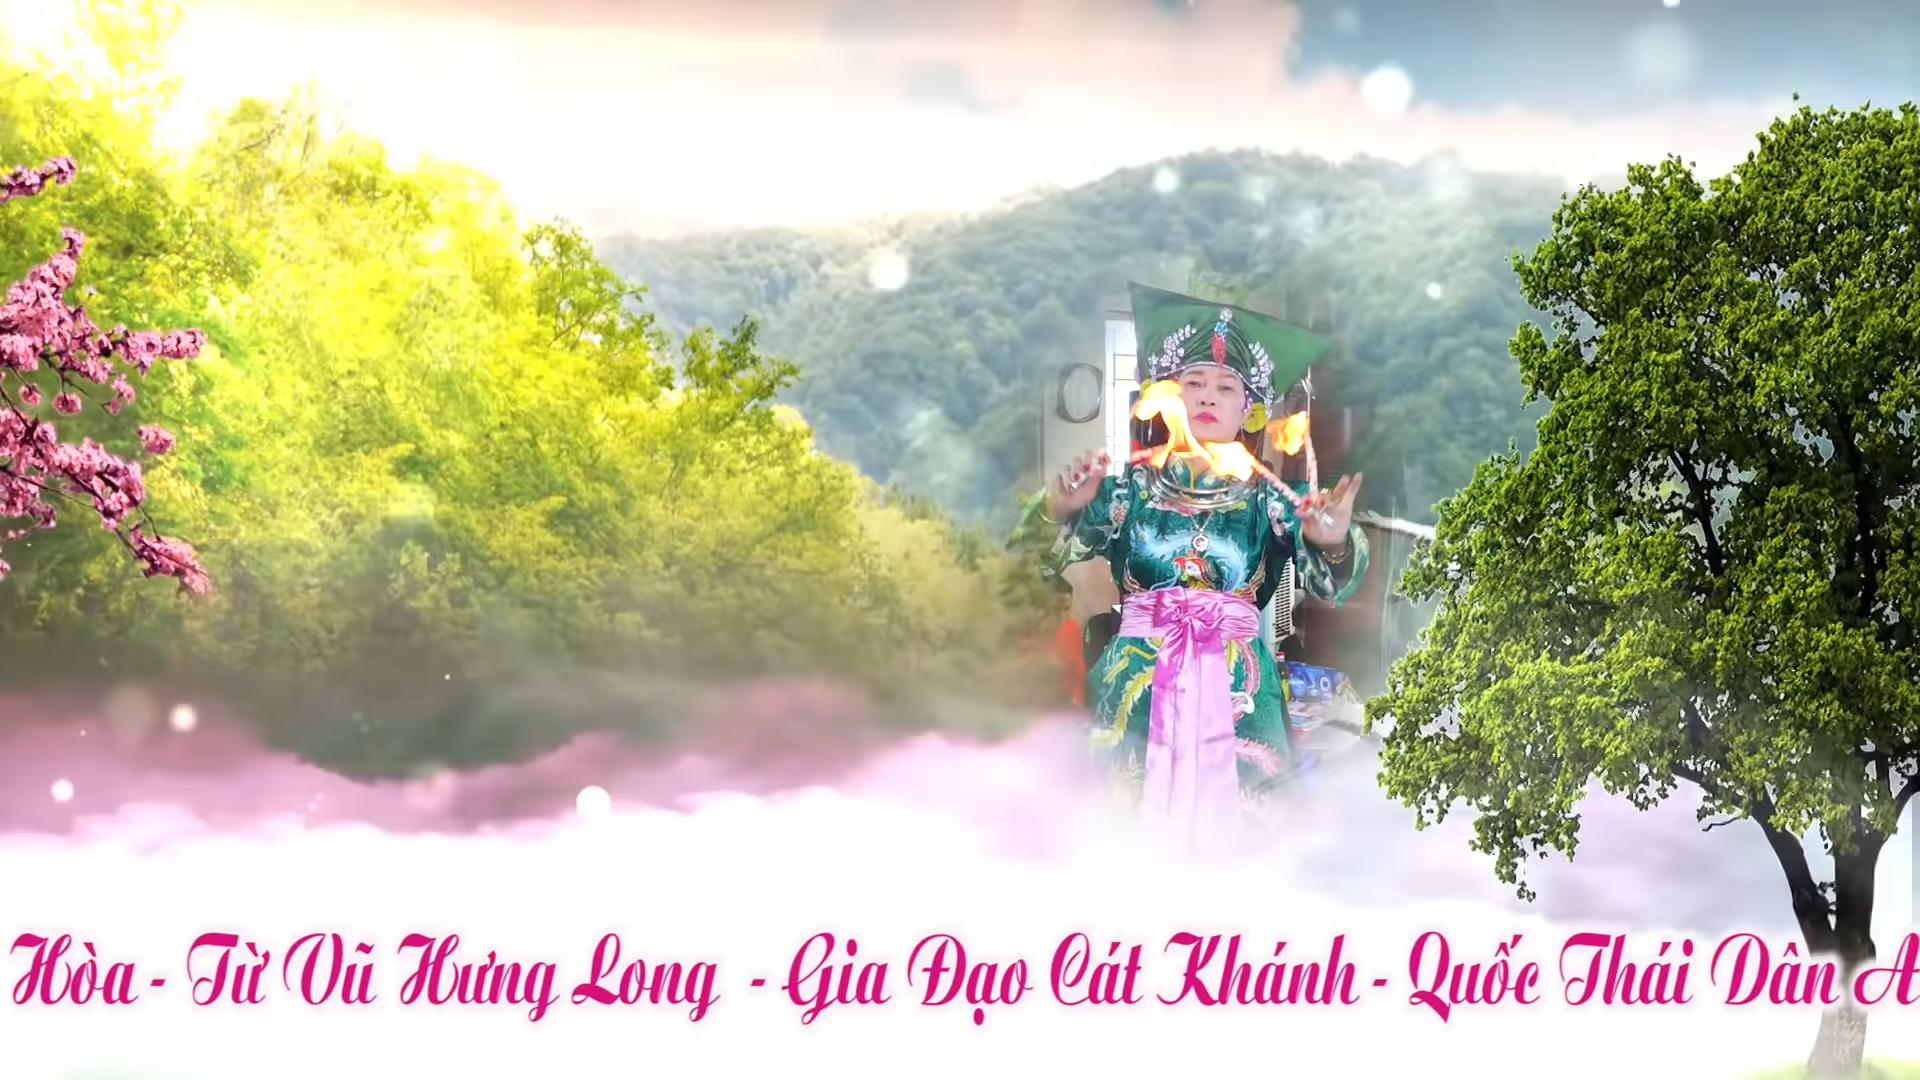 Hòa - Từ Vũ Hưng Long - Gia Đạo Cát Khánh - Quốc Thái Dân A